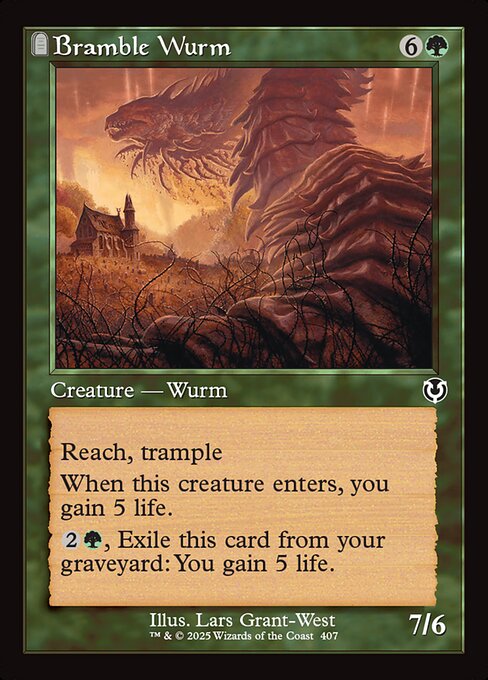 Bramble Wurm 6
Creature — Wurm
Reach, trample
When this creature enters, you
gain 5 life.
2, Exile this card from your
graveyard: You gain 5 life.
Illus. Lars Grant-West
™ & © 2025 Wizards of the Coast 407
7/6